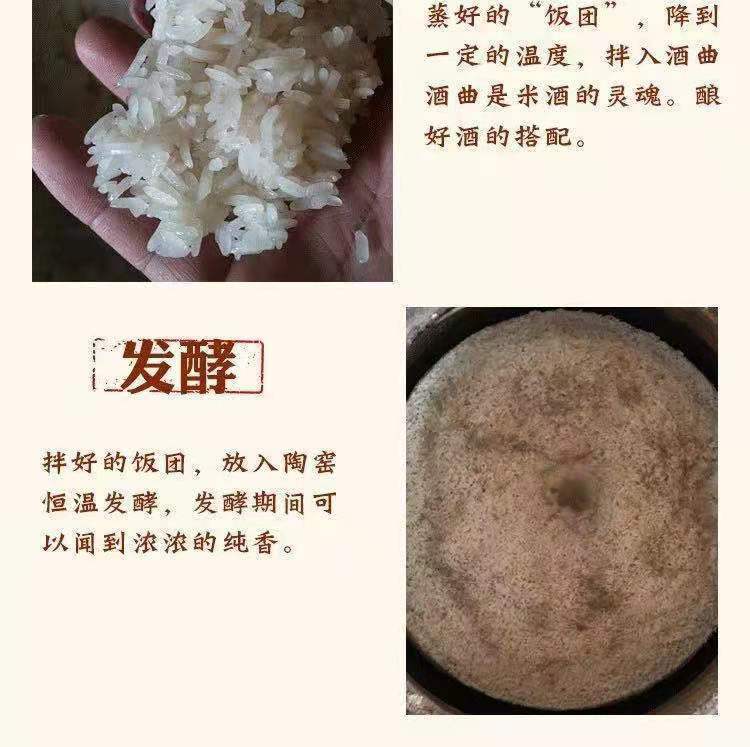 蒸好的“饭团”，降到
一定的温度，拌入酒曲
酒曲是米酒的灵魂。酿
好酒的搭配。
发酵
拌好的饭团，放入陶窑
恒温发酵，发酵期间可
以闻到浓浓的纯香。